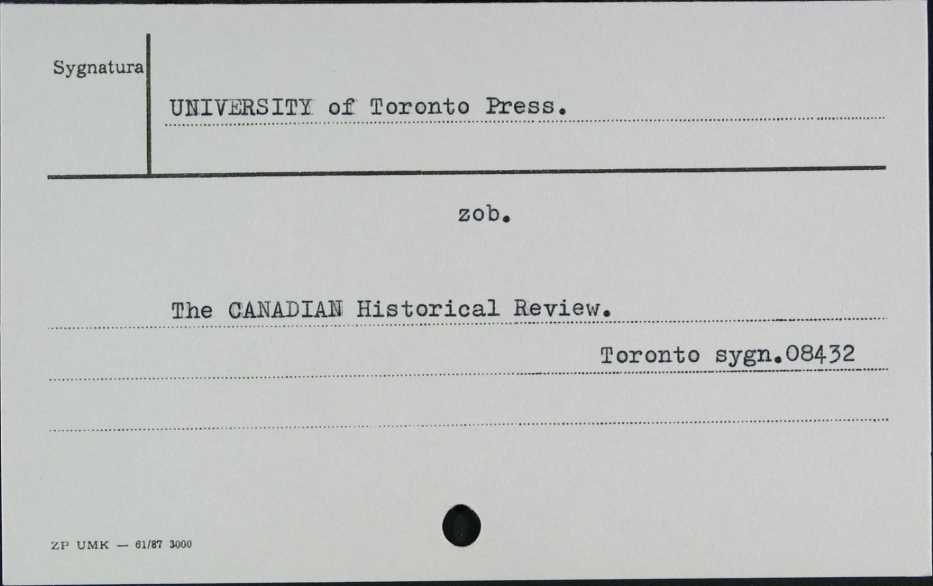 Sygnatura
UNIVERSITY of Toronto Press.
zob.
The CANADIAN Historical Review.
Toronto sygn.08432
ZP UMK — 61/87 3000